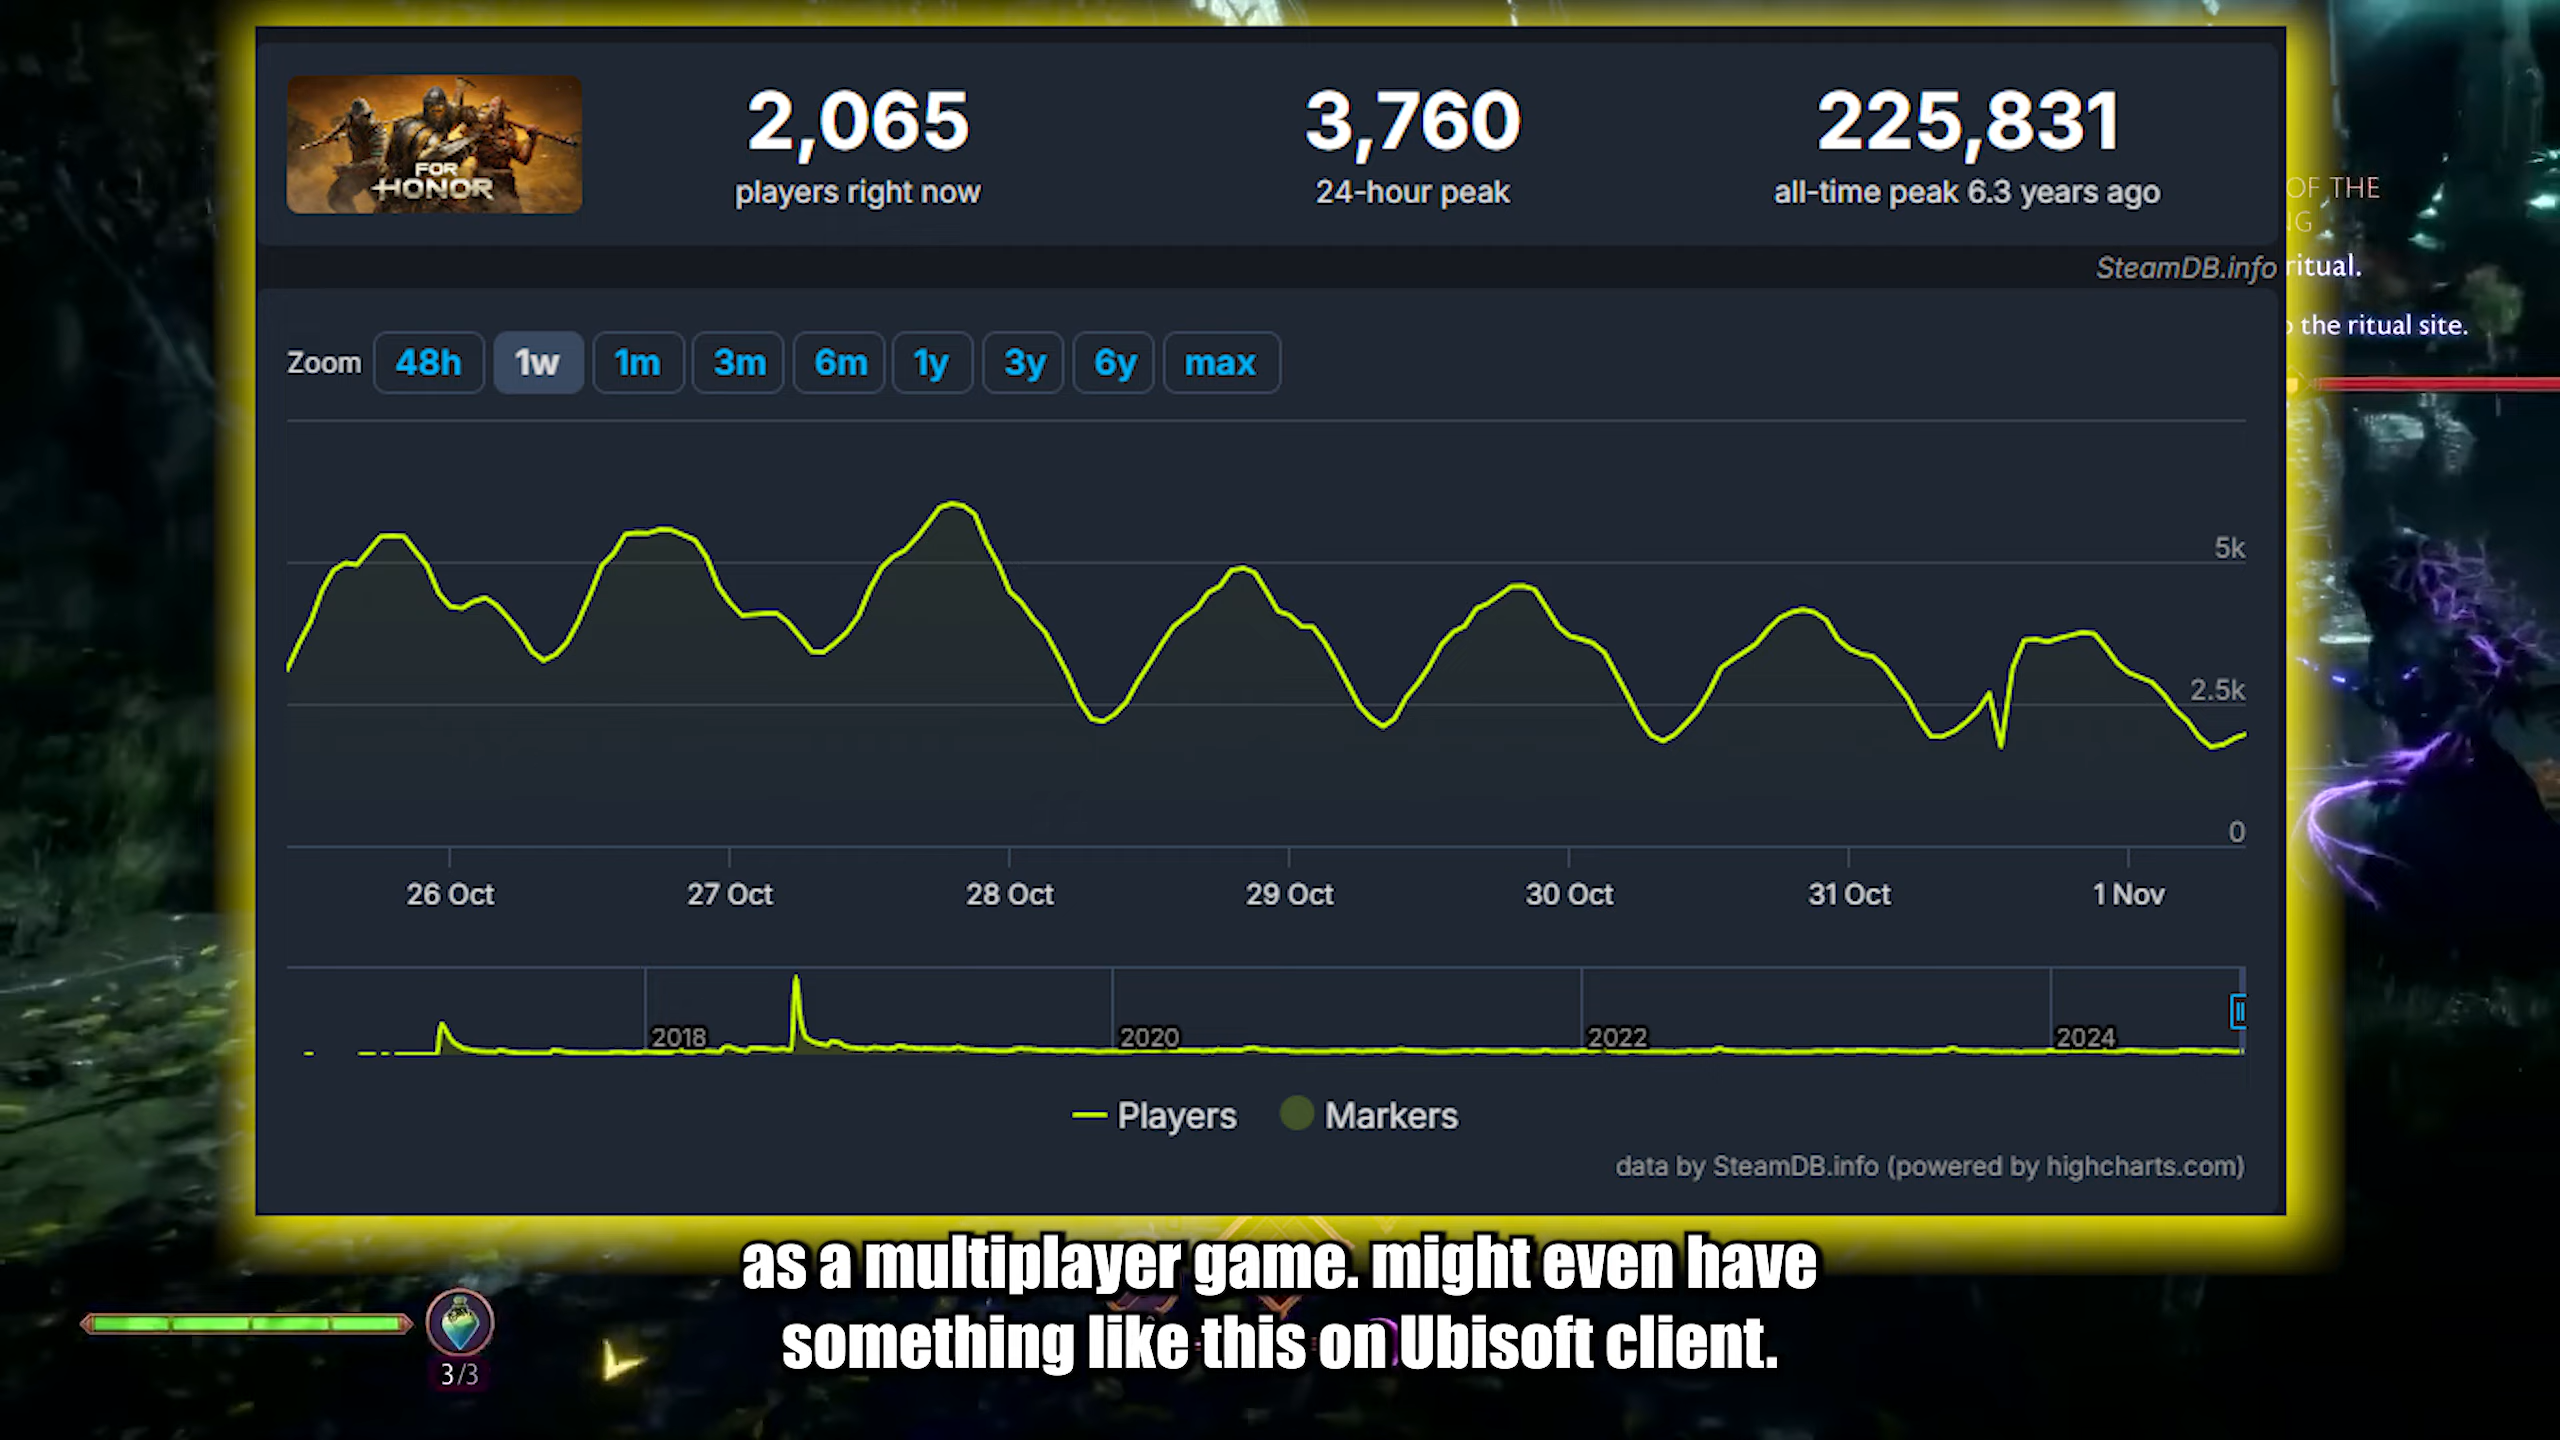 FOR
HONOR
2,065
players right now
3,760
24-hour peak
225,831
all-time peak 6.3 years ago
OF THE
NG
SteamDB.info
ritual.
the ritual site.
Zoom 48h 1w 1m 3m 6m 1y 3y 6y max
5k
2.5k
0
26 Oct 27 Oct 28 Oct 29 Oct 30 Oct 31 Oct 1 Nov
2018 2020 2022 2024
Players Markers
data by SteamDB.info (powered by highcharts.com)
as a multiplayer game. might even have
something like this on Ubisoft client.
3/3